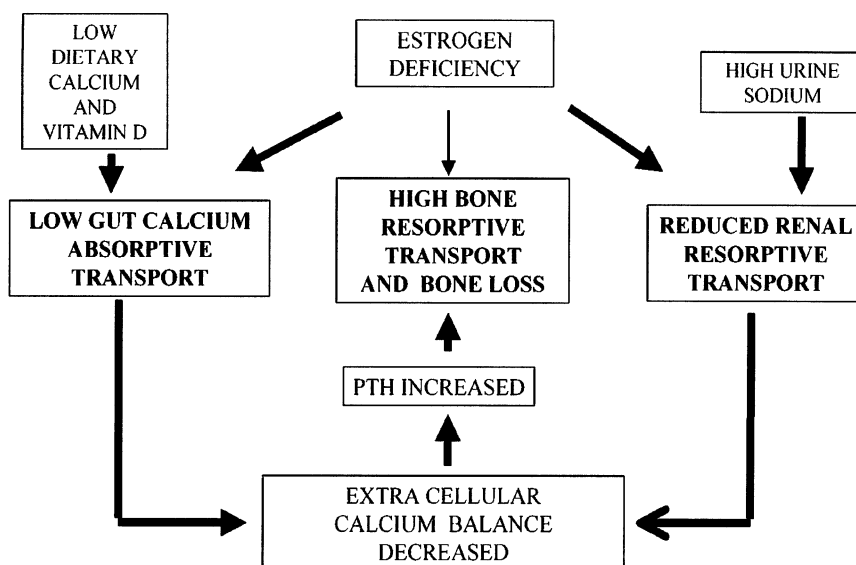 LOW
DIETARY
CALCIUM
AND
VITAMIN D
ESTROGEN
DEFICIENCY
HIGH URINE
SODIUM
LOW GUT CALCIUM
ABSORPTIVE
TRANSPORT
HIGH BONE
RESORPTIVE
TRANSPORT
AND BONE LOSS
REDUCED RENAL
RESORPTIVE
TRANSPORT
PTH INCREASED
EXTRA CELLULAR
CALCIUM BALANCE
DECREASED